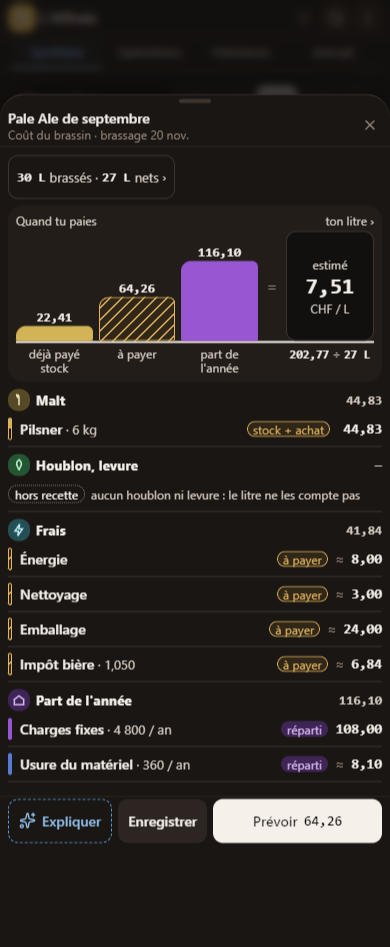 Pale Ale de septembre
Coût du brassin · brassage 20 nov.
×
30 L brassés · 27 L nets ›
Quand tu paies
ton litre ›
116,10
64,26
22,41
=
estimé
7,51
CHF / L
déjà payé stock
à payer
part de l'année
202,77 ÷ 27 L
Malt 44,83
Pilsner · 6 kg stock + achat 44,83
Houblon, levure –
hors recette aucun houblon ni levure : le litre ne les compte pas
Frais 41,84
Énergie à payer ≈ 8,00
Nettoyage à payer ≈ 3,00
Emballage à payer ≈ 24,00
Impôt bière · 1,050 à payer ≈ 6,84
Part de l'année 116,10
Charges fixes · 4 800 / an réparti 108,00
Usure du matériel · 360 / an réparti ≈ 8,10
Expliquer
Enregistrer
Prévoir 64,26